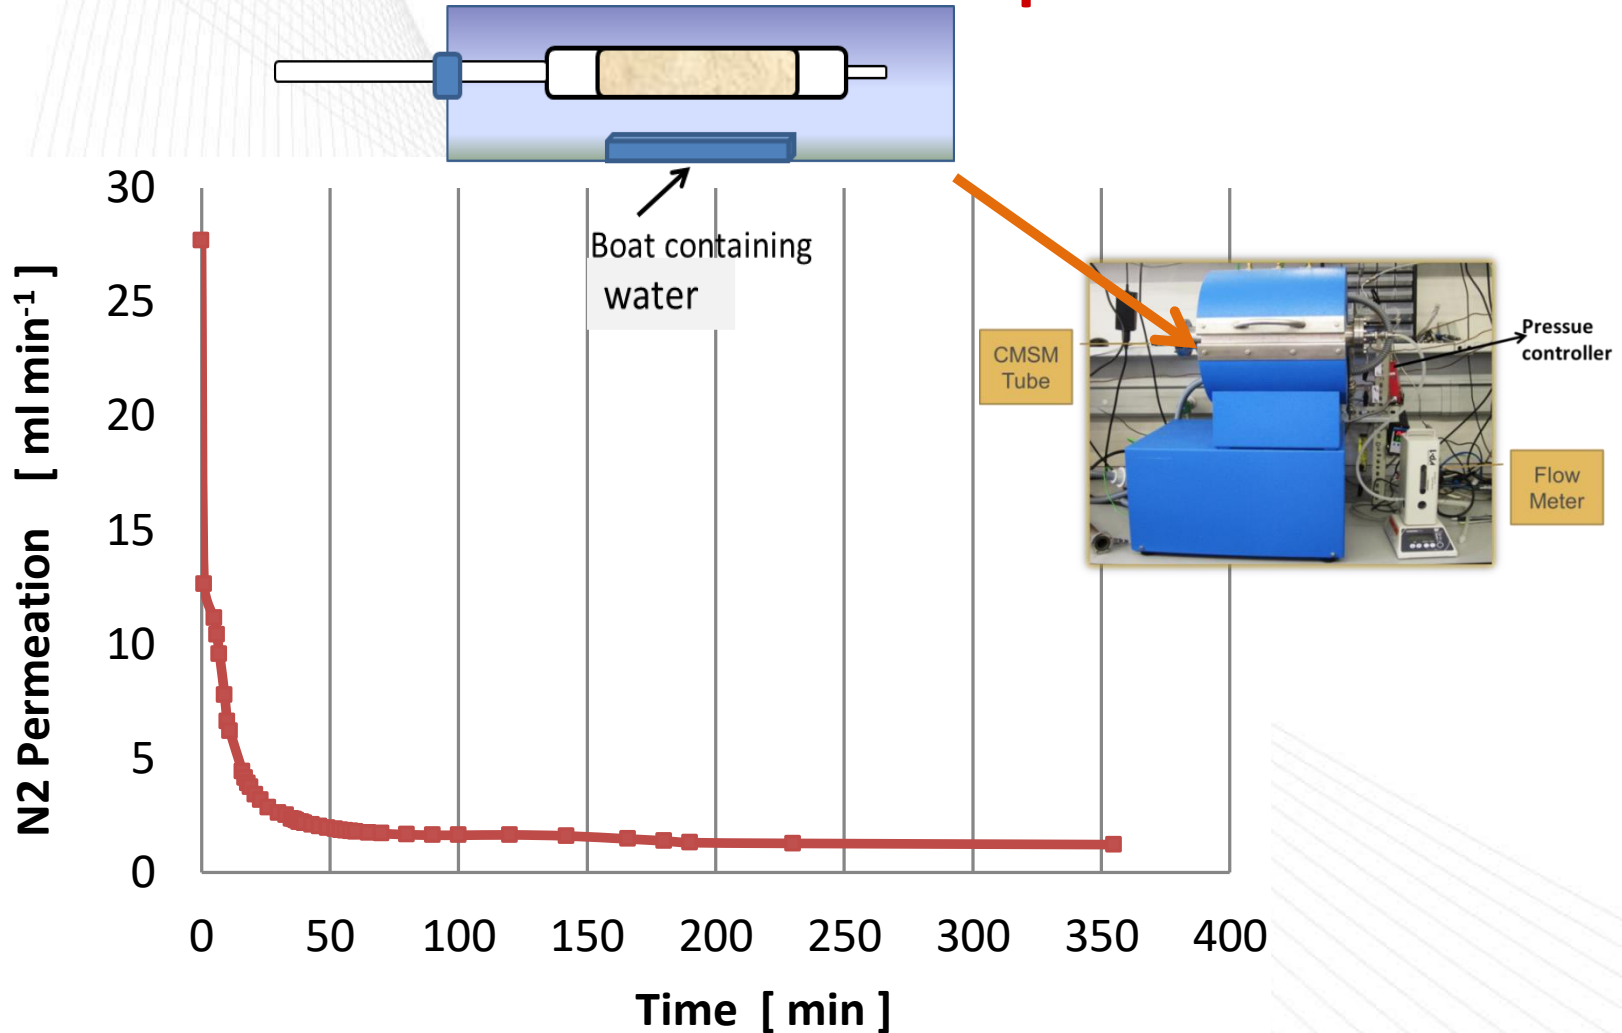 30
25
20
15
10
5
0
N2 Permeation [ ml min-1 ]
Boat containing
water
CMSM
Tube
Pressue
controller
Flow
Meter
0 50 100 150 200 250 300 350 400
Time [ min ]